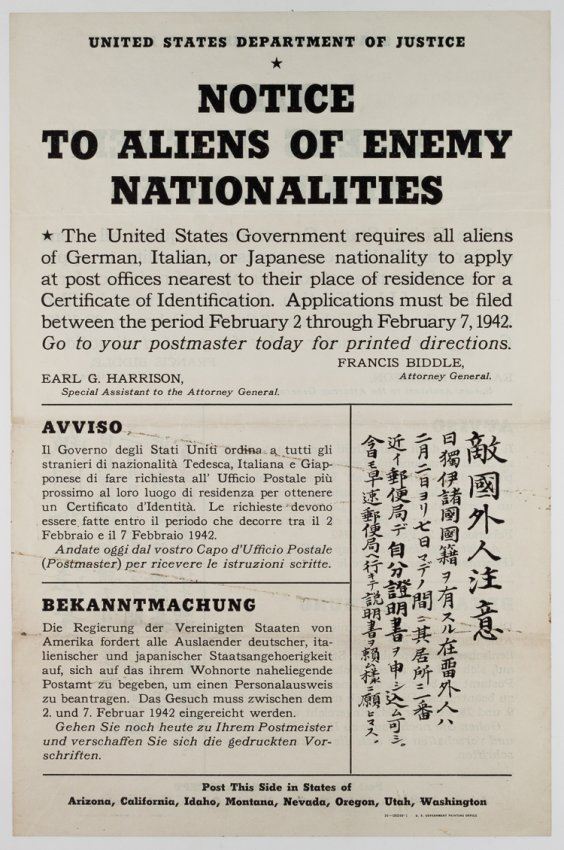 UNITED STATES DEPARTMENT OF JUSTICE
★
NOTICE
TO ALIENS OF ENEMY
NATIONALITIES
★ The United States Government requires all aliens
of German, Italian, or Japanese nationality to apply
at post offices nearest to their place of residence for a
Certificate of Identification. Applications must be filed
between the period February 2 through February 7, 1942.
Go to your postmaster today for printed directions.
FRANCIS BIDDLE,
Attorney General.
EARL G. HARRISON,
Special Assistant to the Attorney General.
AVVISO
Il Governo degli Stati Uniti ordina a tutti gli
stranieri di nazionalità Tedesca, Italiana e Giap-
ponese di fare richiesta all' Ufficio Postale più
prossimo al loro luogo di residenza per ottenere
un Certificato d'Identità. Le richieste devono
essere fatte entro il periodo che decorre tra il 2
Febbraio e il 7 Febbraio 1942.
Andate oggi dal vostro Capo d'Ufficio Postale
(Postmaster) per ricevere le istruzioni scritte.
BEKANNTMACHUNG
Die Regierung der Vereinigten Staaten von
Amerika fordert alle Auslaender deutscher, ita-
lienischer und japanischer Staatsangehoerigkeit
auf, sich auf das ihrem Wohnorte naheliegende
Postamt zu begeben, um einen Personalausweis
zu beantragen. Das Gesuch muss zwischen dem
2. und 7. Februar 1942 eingereicht werden.
Gehen Sie noch heute zu Ihrem Postmeister
und verschaffen Sie sich die gedruckten Vor-
schriften.
敵國外人注意
日獨伊諸國國籍ヲ有スル在畱外人ハ
二月二日ヨリ七日マデノ間ニ其居所ニ一番
近イ郵便局デ自分證明書ヲ申シ込ム可シ。
今日モ早速郵便局ヘ行キテ説明書ヲ頼ム樣ニ願ヒマス。
Post This Side in States of
Arizona, California, Idaho, Montana, Nevada, Oregon, Utah, Washington
U. S. GOVERNMENT PRINTING OFFICE